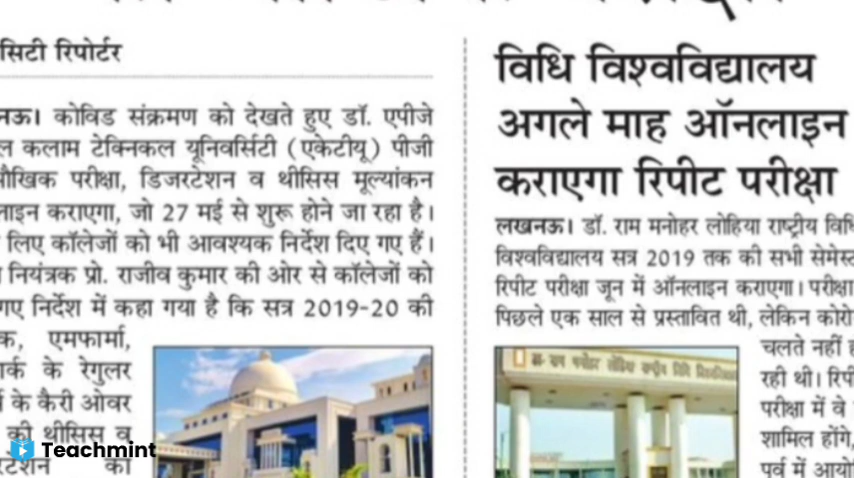 सिटी रिपोर्टर
कोविड संक्रमण को देखते हुए डॉ. एपीजे
कलाम टेक्निकल यूनिवर्सिटी (एकेटीयू) पीजी
मौखिक परीक्षा, डिजरटेशन व थीसिस मूल्यांकन
कराएगा, जो 27 मई से शुरू होने जा रहा है।
लिए कॉलेजों को भी आवश्यक निर्देश दिए गए हैं।
नियंत्रक प्रो. राजीव कुमार की ओर से कॉलेजों को
गए निर्देश में कहा गया है कि सत्र 2019-20 की
एमफार्मा,
के रेगुलर
के कैरी ओवर
की थीसिस व
का
विधि विश्वविद्यालय
अगले माह ऑनलाइन
कराएगा रिपीट परीक्षा
लखनऊ। डॉ. राम मनोहर लोहिया राष्ट्रीय विधि
विश्वविद्यालय सत्र 2019 तक की सभी
रिपीट परीक्षा जून में ऑनलाइन कराएगा। परीक्षा
पिछले एक साल से प्रस्तावित थी, लेकिन
चलते नहीं
रही थी।
परीक्षा में वे
शामिल होंगे,
पूर्व में
डा॰ राम मनोहर लोहिया राष्ट्रीय विधि
Teachmint